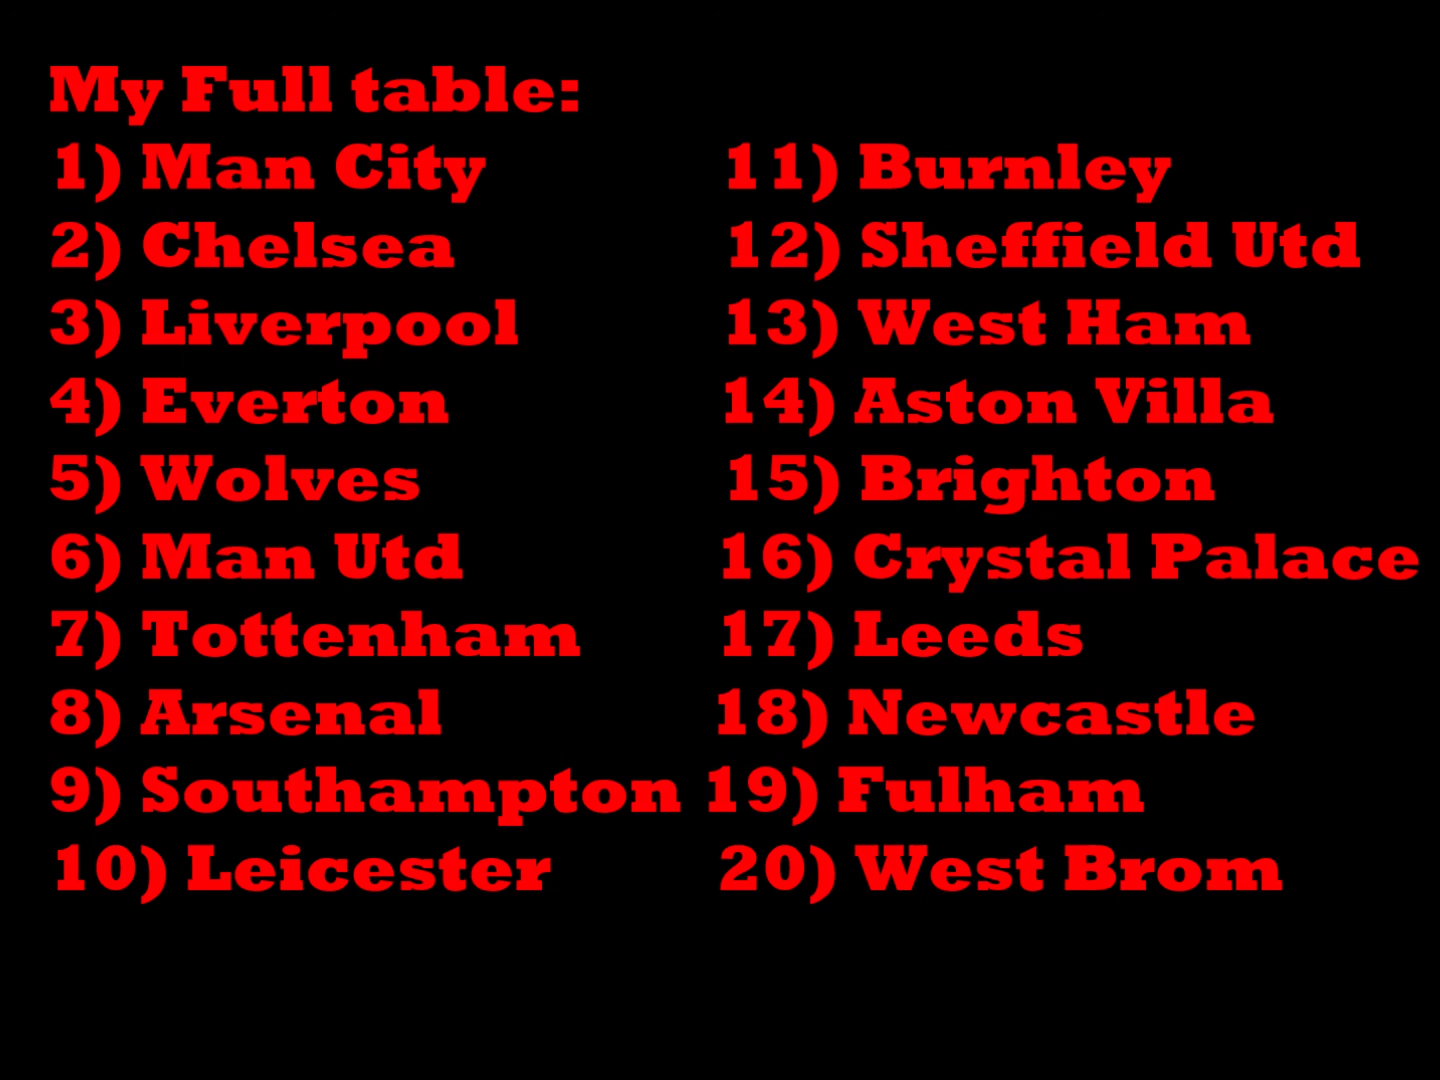 My Full table:
1) Man City
2) Chelsea
3) Liverpool
4) Everton
5) Wolves
6) Man Utd
7) Tottenham
8) Arsenal
9) Southampton
10) Leicester
11) Burnley
12) Sheffield Utd
13) West Ham
14) Aston Villa
15) Brighton
16) Crystal Palace
17) Leeds
18) Newcastle
19) Fulham
20) West Brom